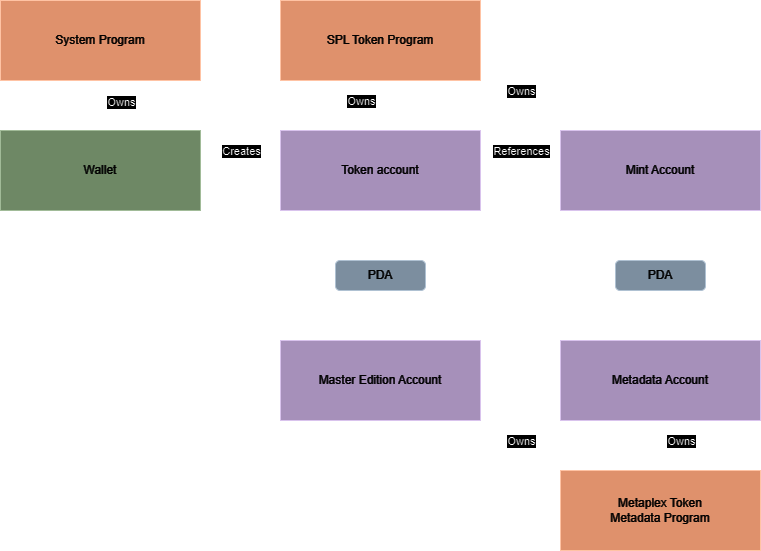 System Program
SPL Token Program
Owns
Owns
Owns
Wallet
Creates
Token account
References
Mint Account
PDA
PDA
Master Edition Account
Metadata Account
Owns
Owns
Metaplex Token
Metadata Program